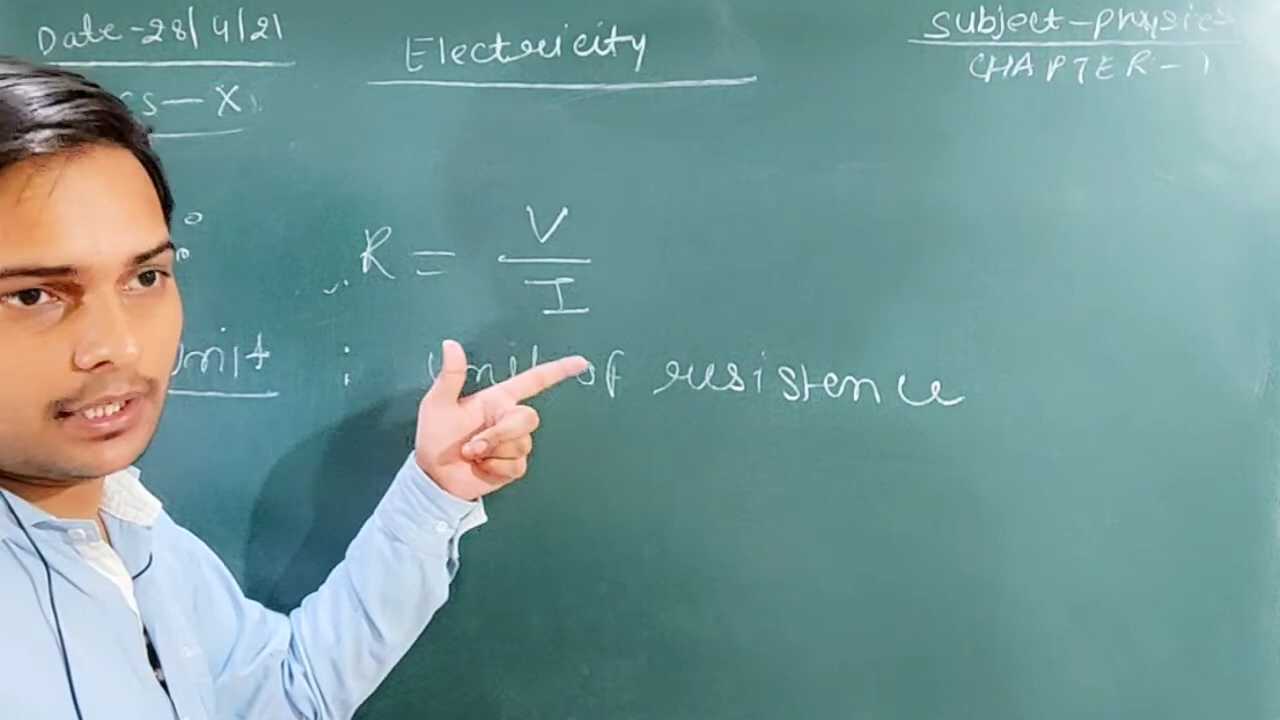 Date-28/4/21
Electricity
Subject-physics
CHAPTER-1
X
R = V/I
unit : unit of resistence